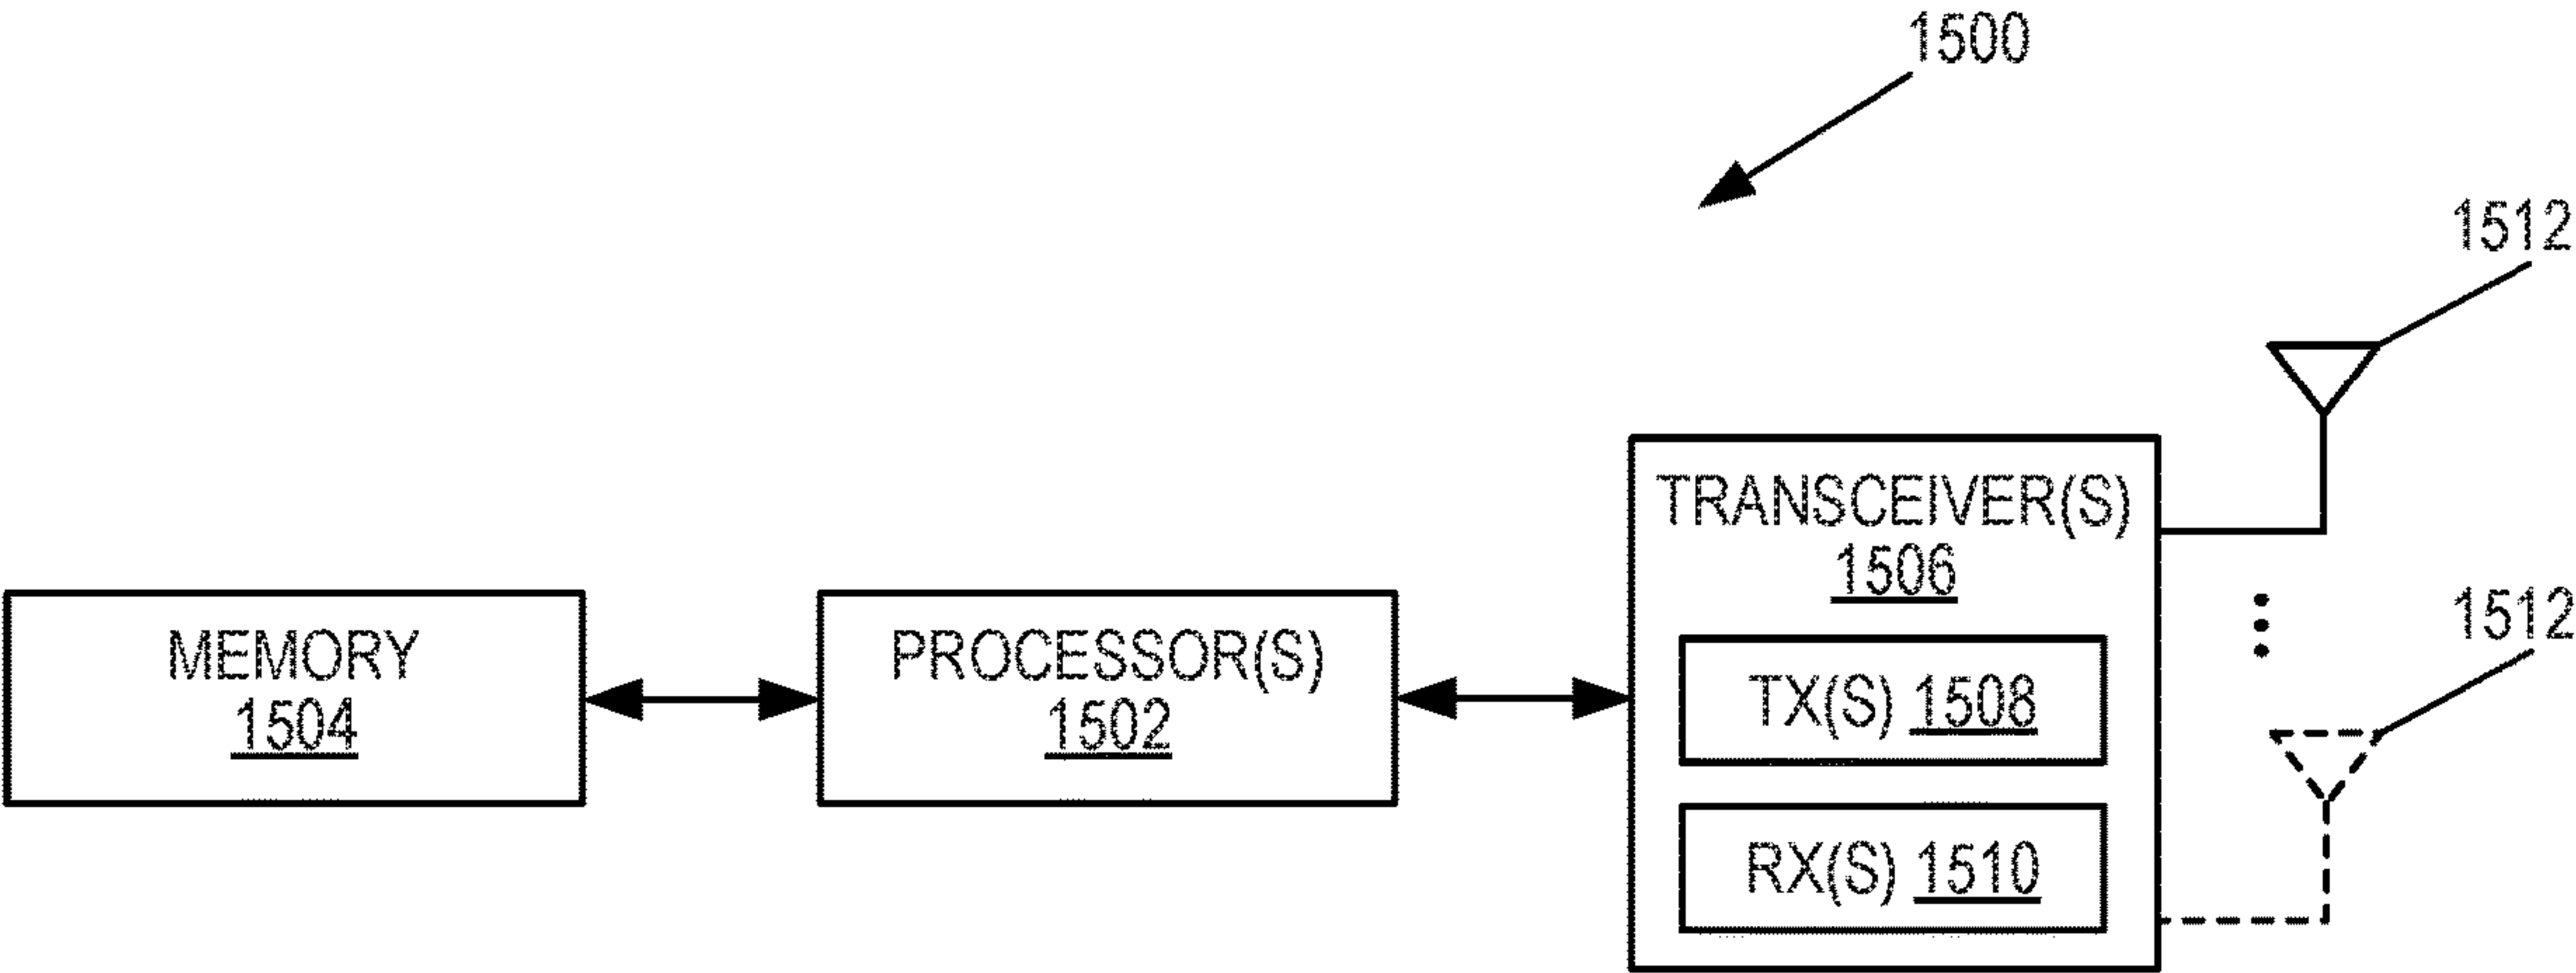 1500
1512
TRANSCEIVER(S)
1506
1512
MEMORY
1504
PROCESSOR(S)
1502
TX(S) 1508
RX(S) 1510